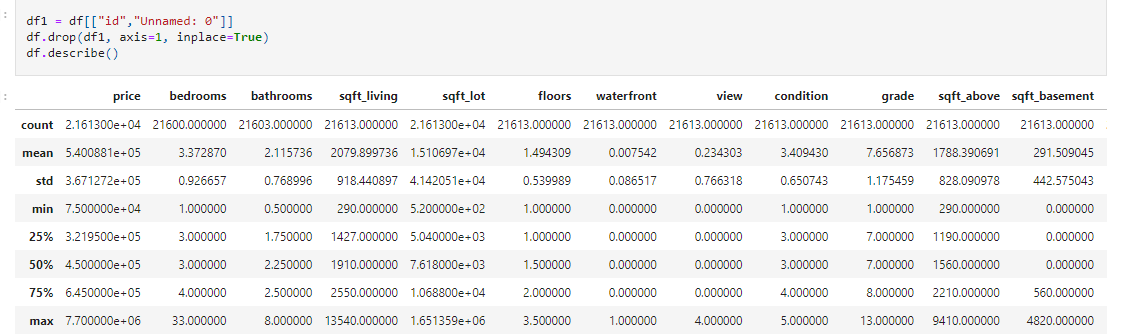 :
df1 = df[["id","Unnamed: 0"]]
df.drop(df1, axis=1, inplace=True)
df.describe()
:
price bedrooms bathrooms sqft_living sqft_lot floors waterfront view condition grade sqft_above sqft_basement
count 2.161300e+04 21600.000000 21603.000000 21613.000000 2.161300e+04 21613.000000 21613.000000 21613.000000 21613.000000 21613.000000 21613.000000 21613.000000
mean 5.400881e+05 3.372870 2.115736 2079.899736 1.510697e+04 1.494309 0.007542 0.234303 3.409430 7.656873 1788.390691 291.509045
std 3.671272e+05 0.926657 0.768996 918.440897 4.142051e+04 0.539989 0.086517 0.766318 0.650743 1.175459 828.090978 442.575043
min 7.500000e+04 1.000000 0.500000 290.000000 5.200000e+02 1.000000 0.000000 0.000000 1.000000 1.000000 290.000000 0.000000
25% 3.219500e+05 3.000000 1.750000 1427.000000 5.040000e+03 1.000000 0.000000 0.000000 3.000000 7.000000 1190.000000 0.000000
50% 4.500000e+05 3.000000 2.250000 1910.000000 7.618000e+03 1.500000 0.000000 0.000000 3.000000 7.000000 1560.000000 0.000000
75% 6.450000e+05 4.000000 2.500000 2550.000000 1.068800e+04 2.000000 0.000000 0.000000 4.000000 8.000000 2210.000000 560.000000
max 7.700000e+06 33.000000 8.000000 13540.000000 1.651359e+06 3.500000 1.000000 4.000000 5.000000 13.000000 9410.000000 4820.000000